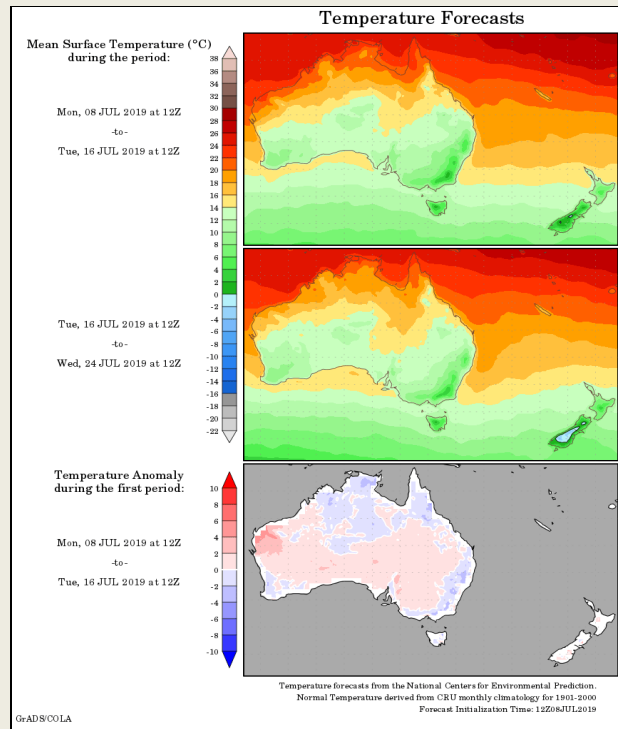 Temperature Forecasts
Mean Surface Temperature (°C)
during the period:
Mon, 08 JUL 2019 at 12Z
-to-
Tue, 16 JUL 2019 at 12Z
38
36
34
32
30
28
26
24
22
20
18
16
14
12
10
8
6
4
2
0
-2
-4
-6
-8
-10
-12
-14
-16
-17
-20
-22
Tue, 16 JUL 2019 at 12Z
-to-
Wed, 24 JUL 2019 at 12Z
Temperature Anomaly
during the first period:
Mon, 08 JUL 2019 at 12Z
-to-
Tue, 16 JUL 2019 at 12Z
10
8
6
4
2
0
-2
-4
-6
-8
-10
Temperature forecasts from the National Centers for Environmental Prediction.
Normal Temperature derived from CRU monthly climatology for 1901-2000
Forecast Initialization Time: 12Z08JUL2019
GrADS/COLA